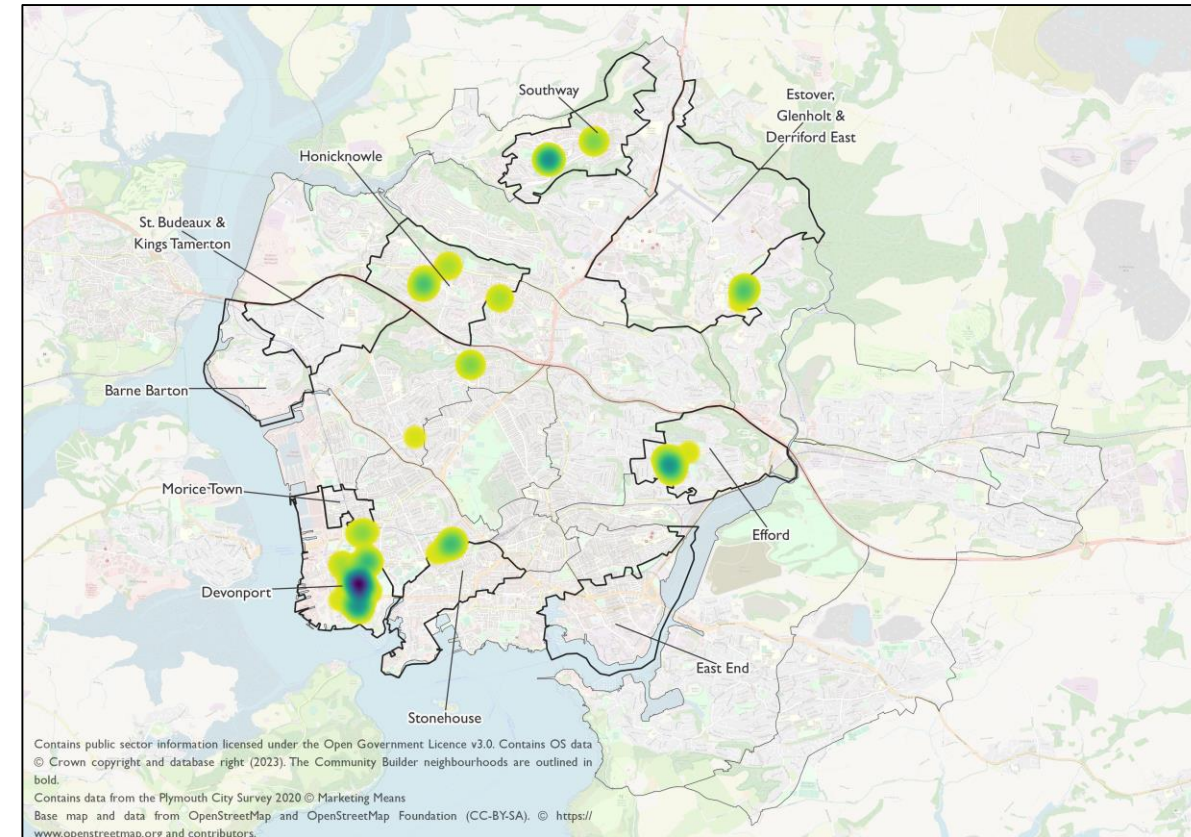 Southway
Estover,
Glenholt &
Derriford East
Honicknowle
St. Budeaux &
Kings Tamerton
Barne Barton
Morice Town
Efford
Devonport
East End
Stonehouse
Contains public sector information licensed under the Open Government Licence v3.0. Contains OS data
© Crown copyright and database right (2023). The Community Builder neighbourhoods are outlined in
bold.
Contains data from the Plymouth City Survey 2020 © Marketing Means
Base map and data from OpenStreetMap and OpenStreetMap Foundation (CC-BY-SA). © https://
www.openstreetmap.org and contributors.